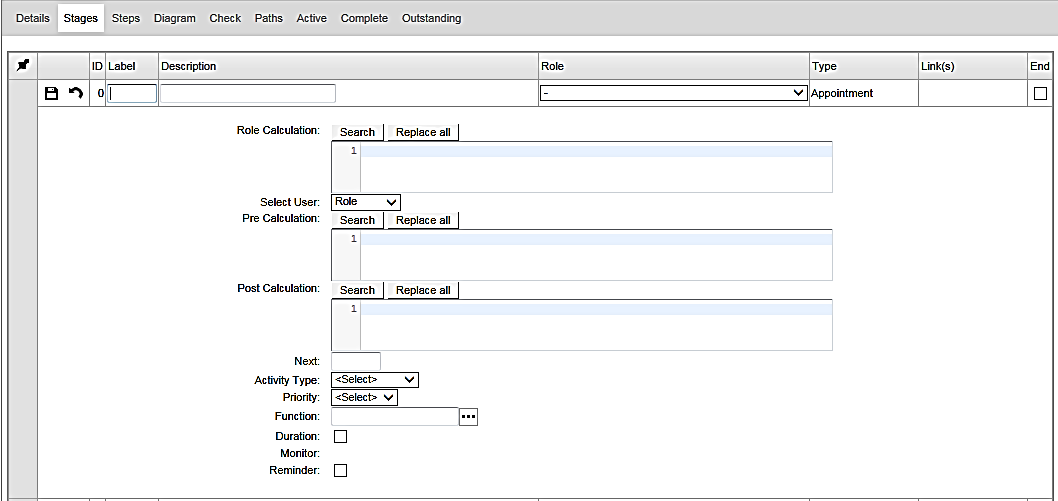 Details Stages Steps Diagram Check Paths Active Complete Outstanding
ID Label Description Role Type Link(s) End
0 - Appointment
Role Calculation: Search Replace all
1
Select User: Role
Pre Calculation: Search Replace all
1
Post Calculation: Search Replace all
1
Next:
Activity Type: <Select>
Priority: <Select>
Function: ...
Duration:
Monitor:
Reminder: